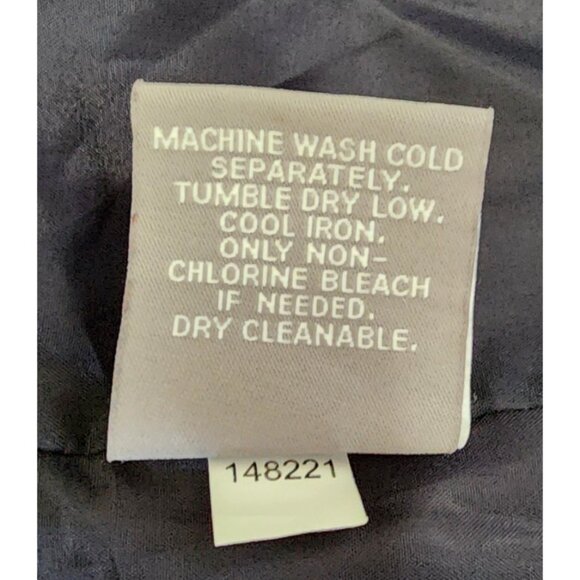 MACHINE WASH COLD
SEPARATELY.
TUMBLE DRY LOW.
COOL IRON.
ONLY NON-
CHLORINE BLEACH
IF NEEDED.
DRY CLEANABLE.
148221